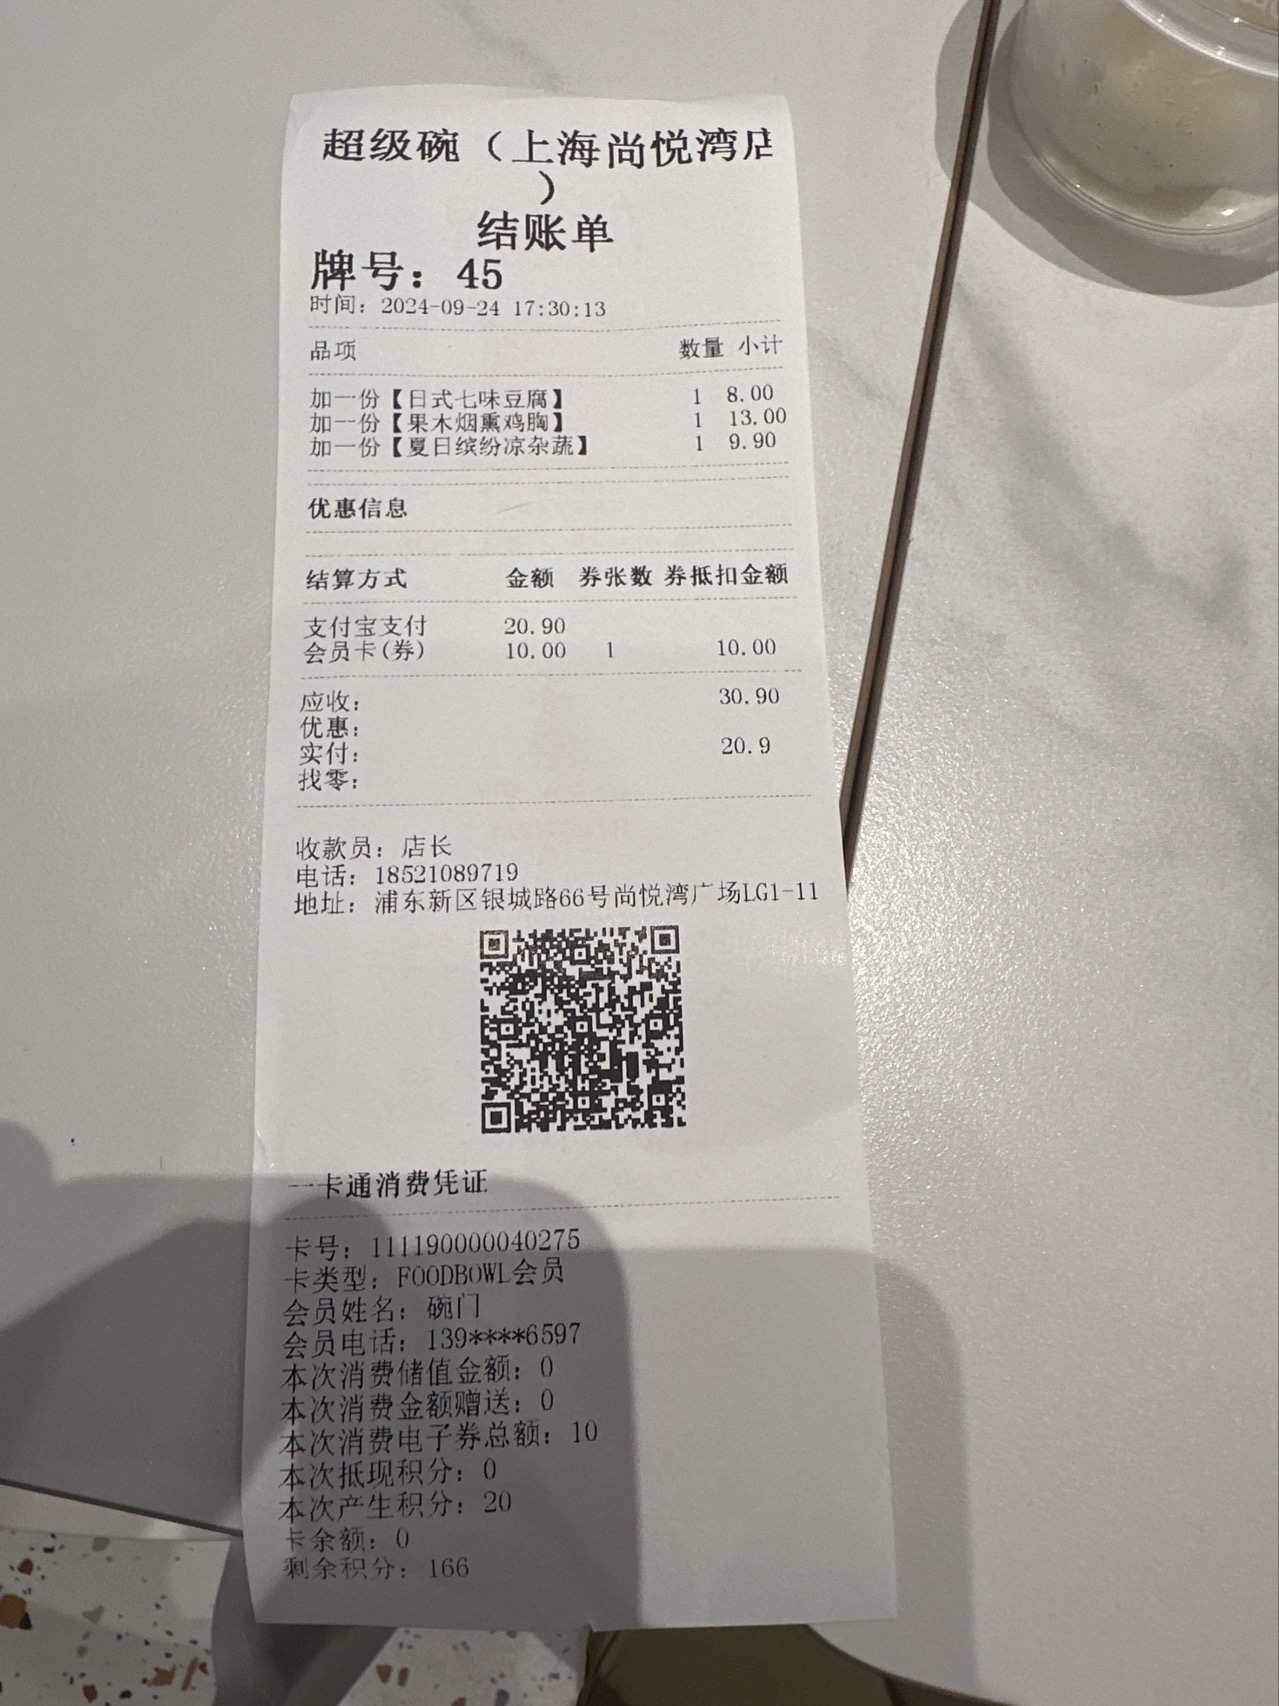 超级碗（上海尚悦湾店
）
结账单
牌号：45
时间：2024-09-24 17:30:13
品项 数量 小计
加一份【日式七味豆腐】 1 8.00
加一份【果木烟熏鸡胸】 1 13.00
加一份【夏日缤纷凉杂蔬】 1 9.90
优惠信息
结算方式 金额 券张数 券抵扣金额
支付宝支付 20.90
会员卡(券) 10.00 1 10.00
应收： 30.90
优惠：
实付： 20.9
找零：
收款员：店长
电话：18521089719
地址：浦东新区银城路66号尚悦湾广场LG1-11
一卡通消费凭证
卡号：111190000040275
卡类型：FOODBOWL会员
会员姓名：碗门
会员电话：139****6597
本次消费储值金额：0
本次消费金额赠送：0
本次消费电子券总额：10
本次抵现积分：0
本次产生积分：20
卡余额：0
剩余积分：166